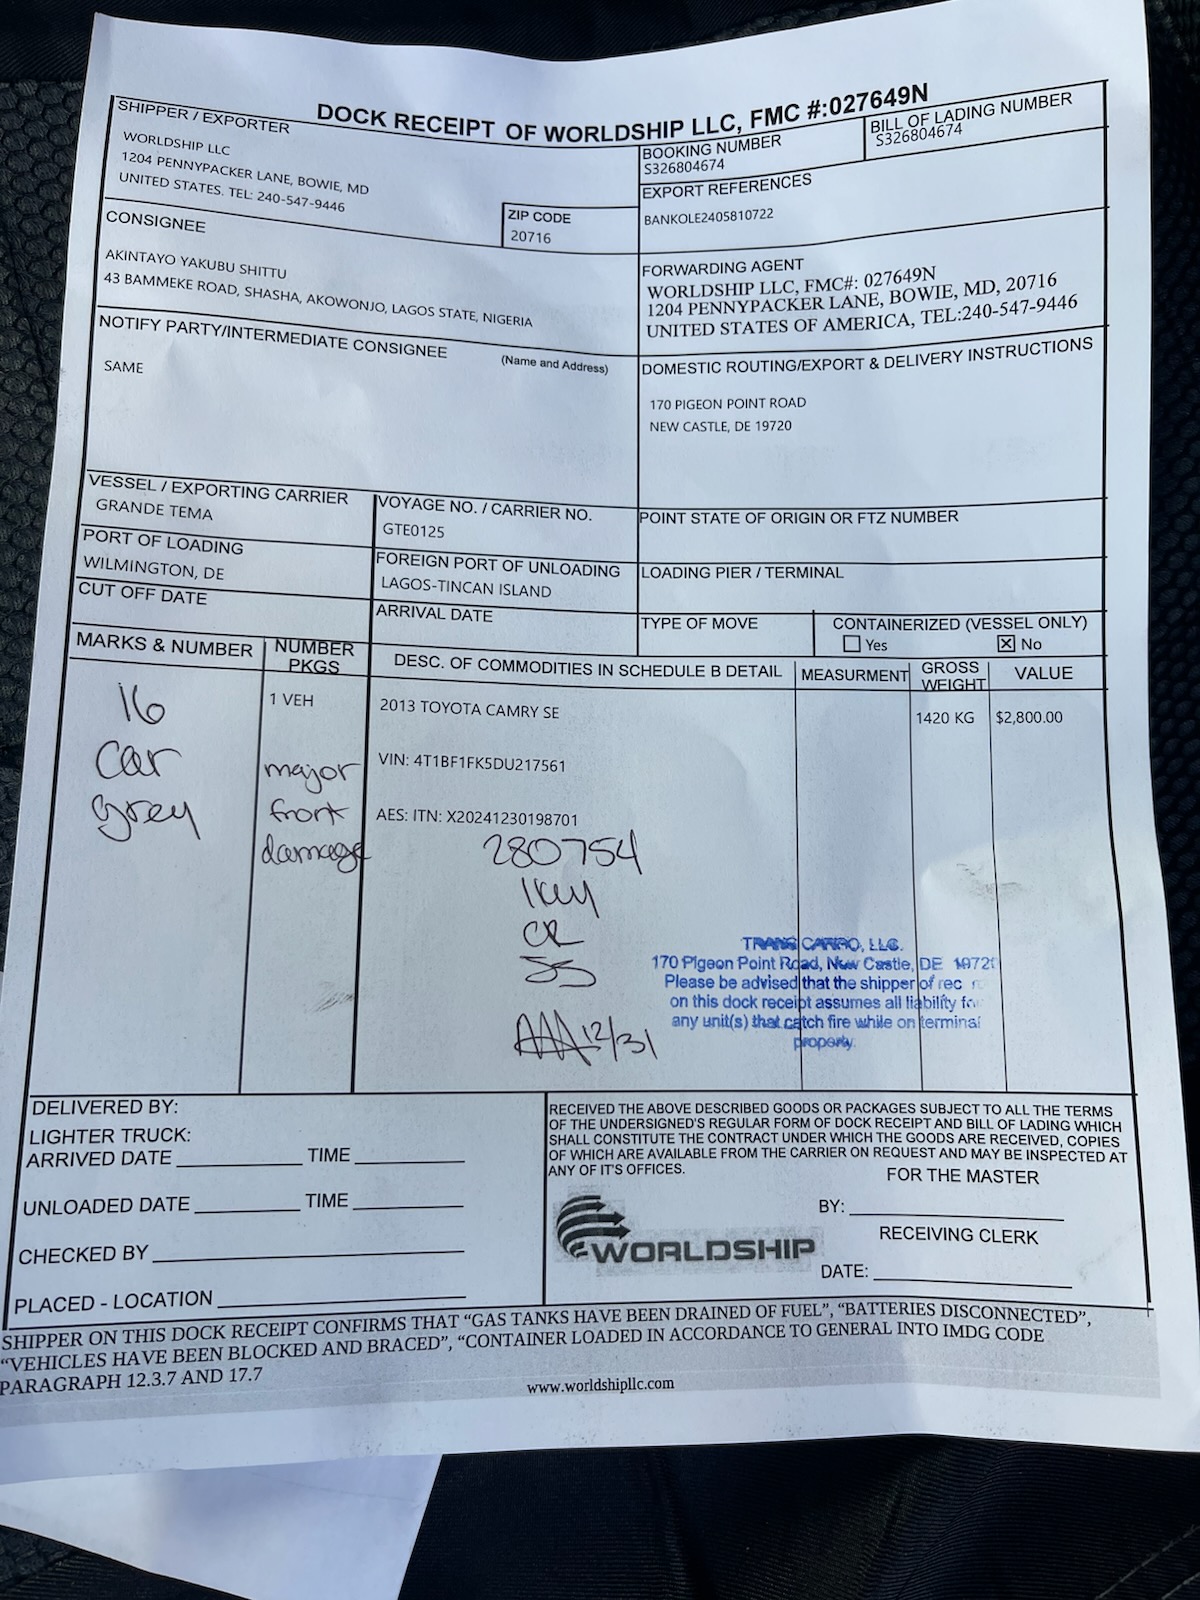 DOCK RECEIPT OF WORLDSHIP LLC, FMC #:027649N
SHIPPER / EXPORTER
WORLDSHIP LLC
1204 PENNYPACKER LANE, BOWIE, MD
UNITED STATES. TEL: 240-547-9446
ZIP CODE
20716
BOOKING NUMBER
S326804674
BILL OF LADING NUMBER
S326804674
EXPORT REFERENCES
BANKOLE2405810722
CONSIGNEE
AKINTAYO YAKUBU SHITTU
43 BAMMEKE ROAD, SHASHA, AKOWONJO, LAGOS STATE, NIGERIA
FORWARDING AGENT
WORLDSHIP LLC, FMC#: 027649N
1204 PENNYPACKER LANE, BOWIE, MD, 20716
UNITED STATES OF AMERICA, TEL:240-547-9446
NOTIFY PARTY/INTERMEDIATE CONSIGNEE
(Name and Address)
SAME
DOMESTIC ROUTING/EXPORT & DELIVERY INSTRUCTIONS
170 PIGEON POINT ROAD
NEW CASTLE, DE 19720
VESSEL / EXPORTING CARRIER
GRANDE TEMA
VOYAGE NO. / CARRIER NO.
GTE0125
POINT STATE OF ORIGIN OR FTZ NUMBER
PORT OF LOADING
WILMINGTON, DE
FOREIGN PORT OF UNLOADING
LAGOS-TINCAN ISLAND
LOADING PIER / TERMINAL
CUT OFF DATE
ARRIVAL DATE
TYPE OF MOVE
CONTAINERIZED (VESSEL ONLY)
Yes
No
MARKS & NUMBER
NUMBER
PKGS
DESC. OF COMMODITIES IN SCHEDULE B DETAIL
MEASURMENT
GROSS
WEIGHT
VALUE
16
car
grey
1 VEH
major
front
damage
2013 TOYOTA CAMRY SE
VIN: 4T1BF1FK5DU217561
AES: ITN: X20241230198701
280754
1 key
CR
SS
12/31
1420 KG
$2,800.00
TRANS CARGO, LLC.
170 Pigeon Point Road, New Castle, DE 19720
Please be advised that the shipper of rec
on this dock receipt assumes all liability for
any unit(s) that catch fire while on terminal
property.
DELIVERED BY:
LIGHTER TRUCK:
ARRIVED DATE TIME
UNLOADED DATE TIME
CHECKED BY
PLACED - LOCATION
RECEIVED THE ABOVE DESCRIBED GOODS OR PACKAGES SUBJECT TO ALL THE TERMS
OF THE UNDERSIGNED'S REGULAR FORM OF DOCK RECEIPT AND BILL OF LADING WHICH
SHALL CONSTITUTE THE CONTRACT UNDER WHICH THE GOODS ARE RECEIVED, COPIES
OF WHICH ARE AVAILABLE FROM THE CARRIER ON REQUEST AND MAY BE INSPECTED AT
ANY OF IT'S OFFICES.
FOR THE MASTER
BY:
RECEIVING CLERK
DATE:
WORLDSHIP
SHIPPER ON THIS DOCK RECEIPT CONFIRMS THAT “GAS TANKS HAVE BEEN DRAINED OF FUEL”, “BATTERIES DISCONNECTED”,
“VEHICLES HAVE BEEN BLOCKED AND BRACED”, “CONTAINER LOADED IN ACCORDANCE TO GENERAL INTO IMDG CODE
PARAGRAPH 12.3.7 AND 17.7
www.worldshipllc.com